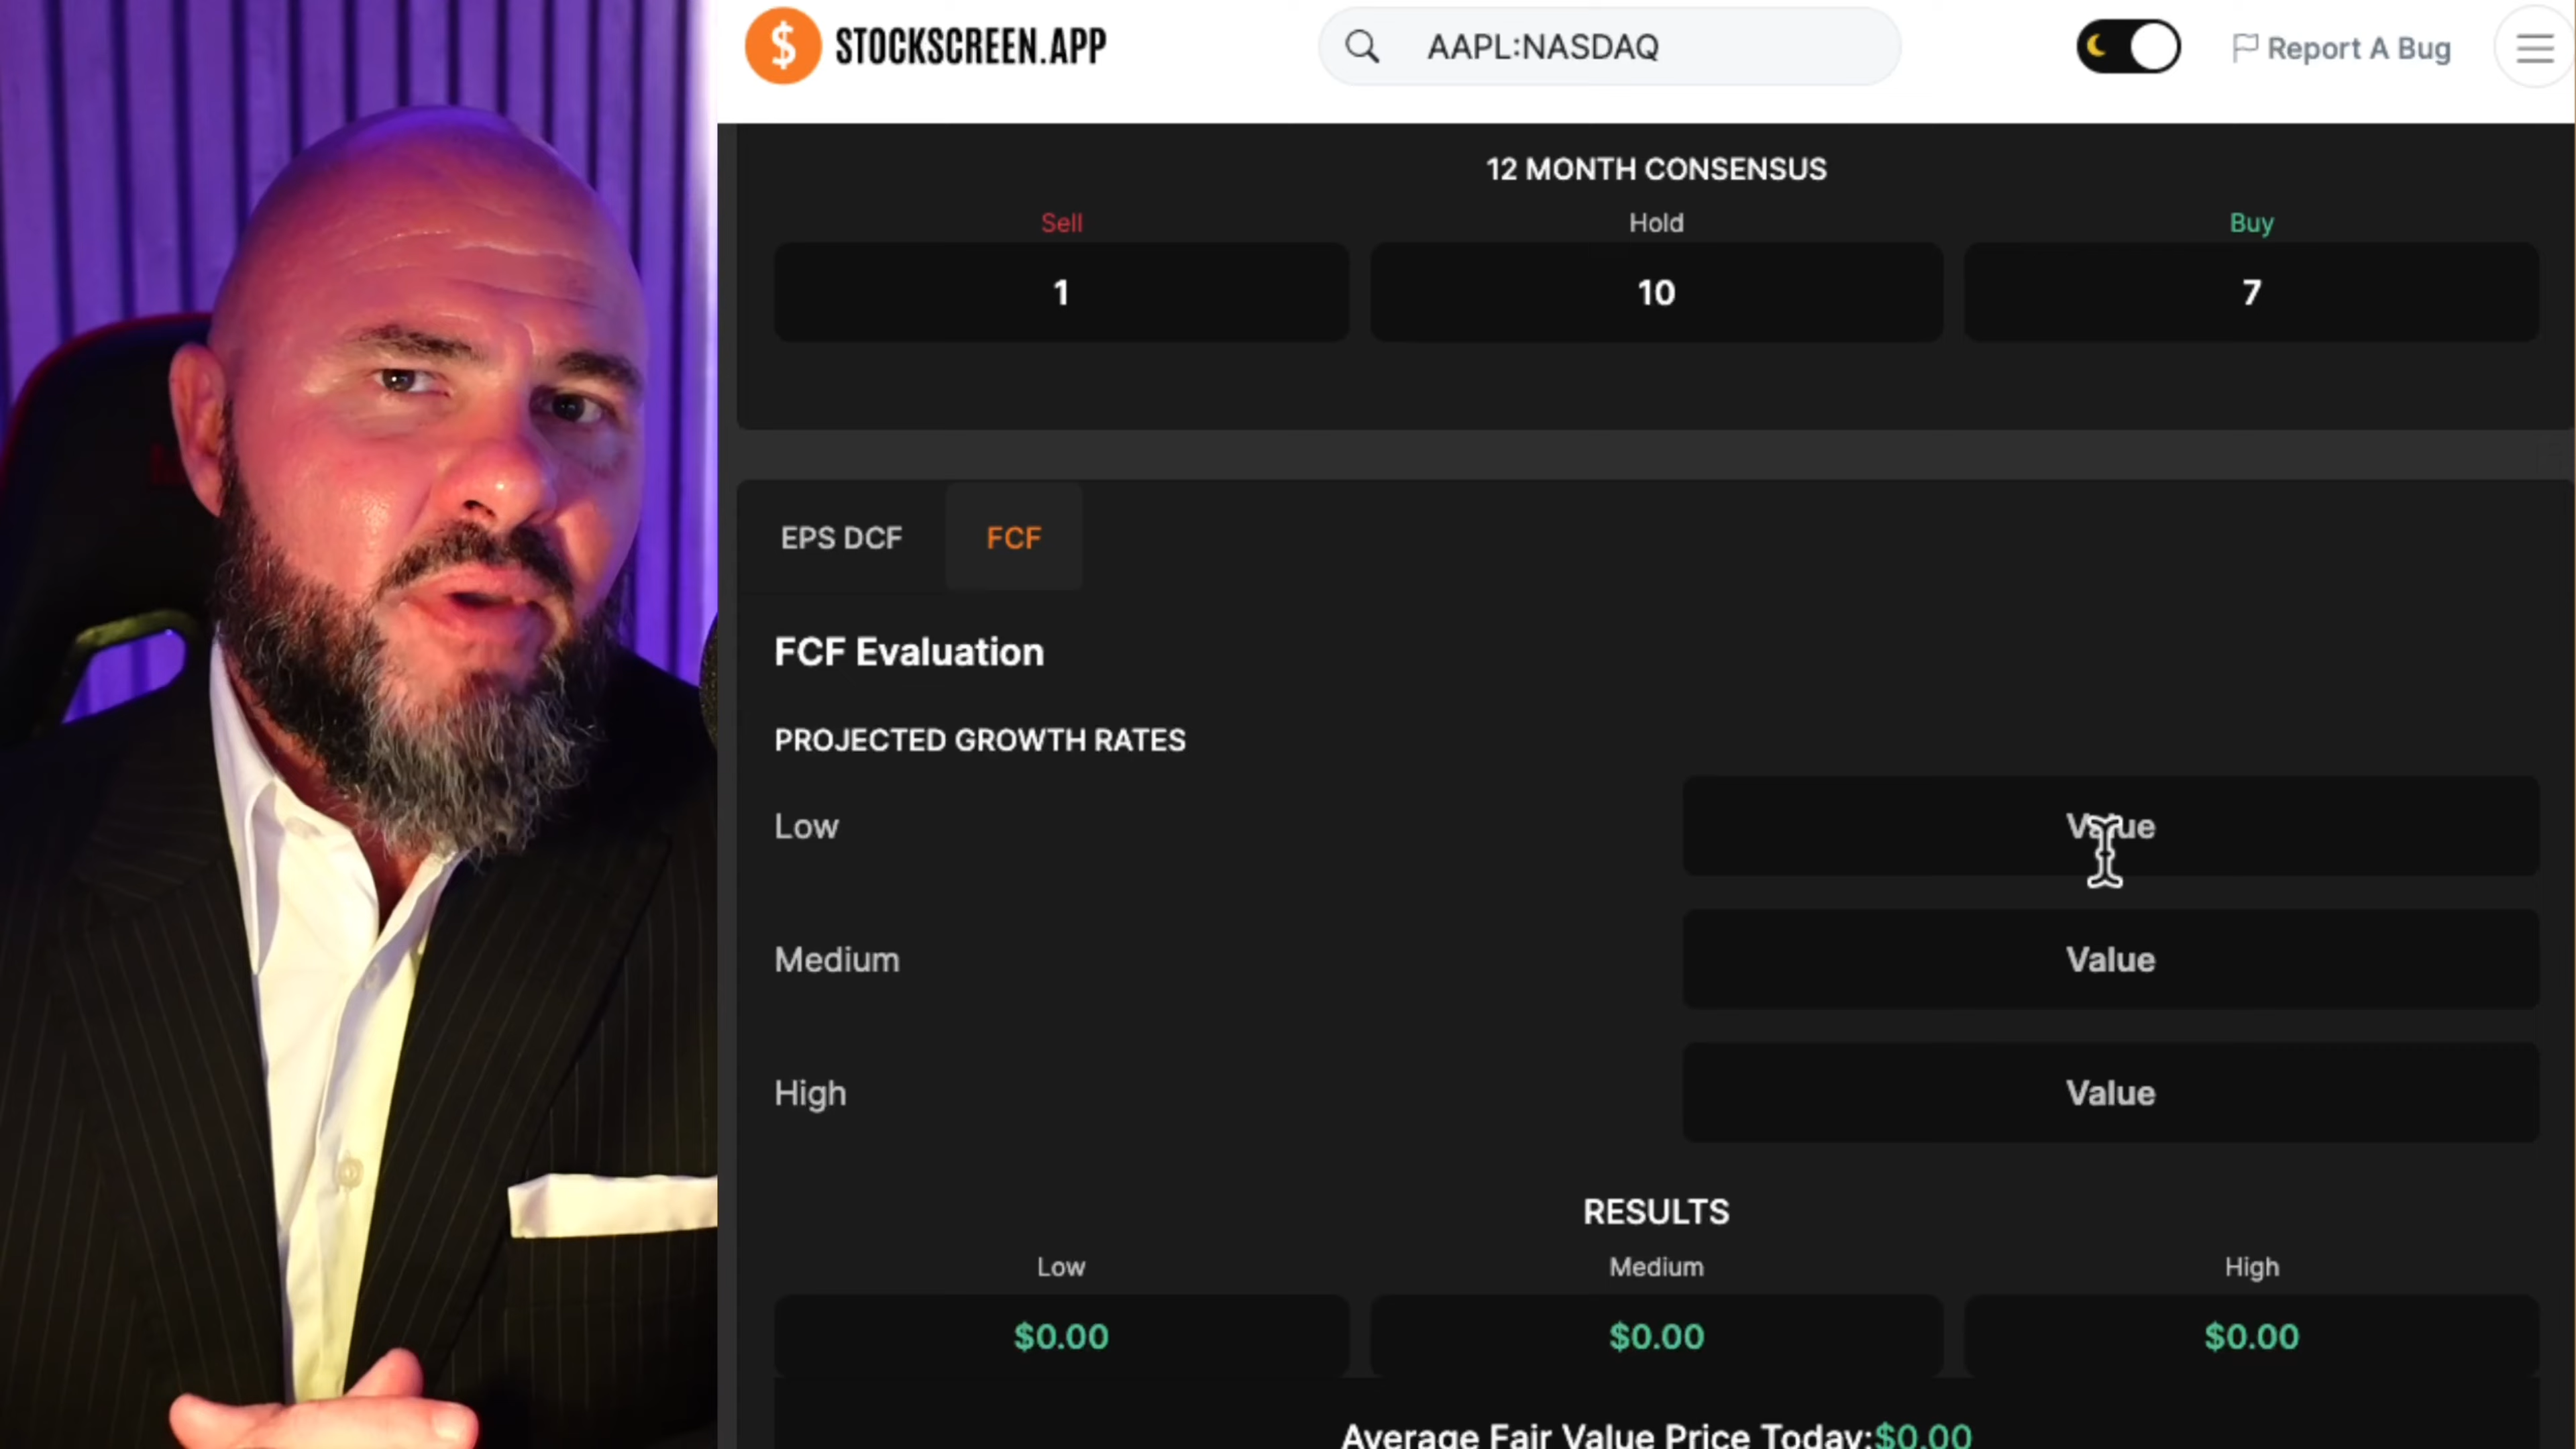 $ STOCKSCREEN.APP
AAPL:NASDAQ
Report A Bug
12 MONTH CONSENSUS
Sell Hold Buy
1 10 7
EPS DCF FCF
FCF Evaluation
PROJECTED GROWTH RATES
Low Value
Medium Value
High Value
RESULTS
Low Medium High
$0.00 $0.00 $0.00
Average Fair Value Price Today:$0.00